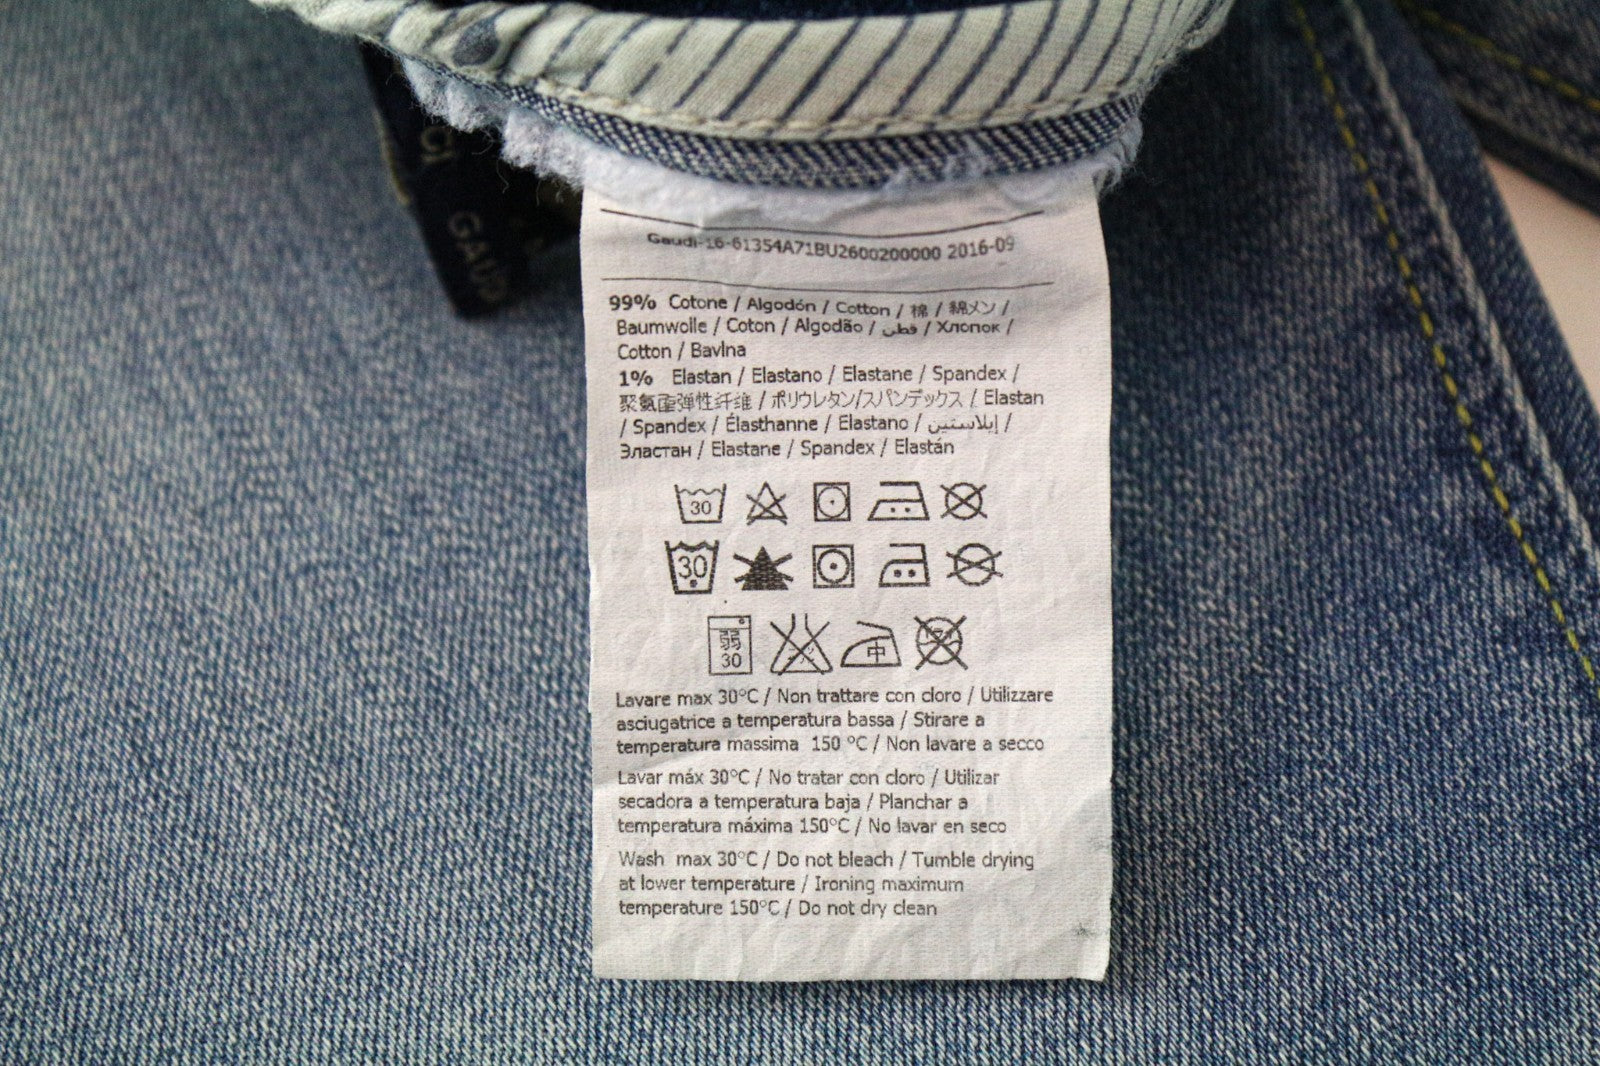 CI
GAUD
Gaudi-16-61354A71BU2600200000 2016-09
99% Cotone / Algodón / Cotton / 棉 / 綿メン /
Baumwolle / Coton / Algodão / قطن / Хлопок /
Cotton / Bavlna
1% Elastan / Elastano / Elastane / Spandex /
聚氨酯弹性纤维 / ポリウレタン/スパンデックス / Elastan
/ Spandex / Élasthanne / Elastano / إيلاستين /
Эластан / Elastane / Spandex / Elastán
30
30
弱 中
30
Lavare max 30°C / Non trattare con cloro / Utilizzare
asciugatrice a temperatura bassa / Stirare a
temperatura massima 150 °C / Non lavare a secco
Lavar máx 30°C / No tratar con cloro / Utilizar
secadora a temperatura baja / Planchar a
temperatura máxima 150°C / No lavar en seco
Wash max 30°C / Do not bleach / Tumble drying
at lower temperature / Ironing maximum
temperature 150°C / Do not dry clean